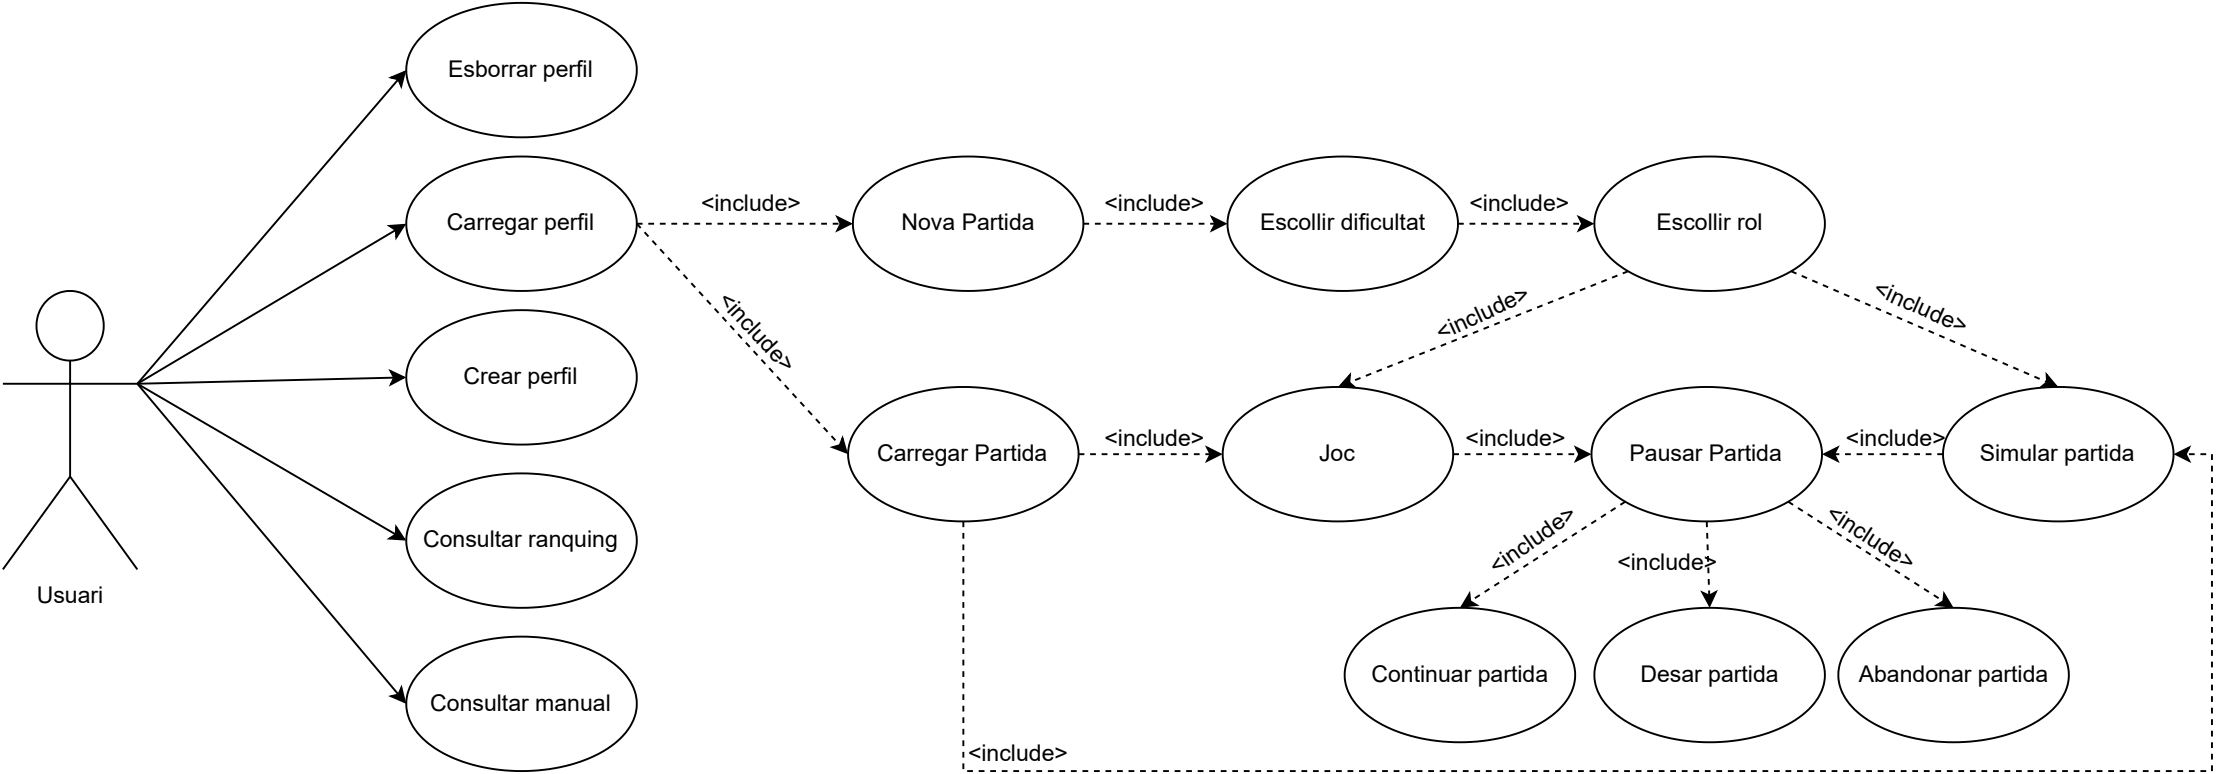 Esborrar perfil
Carregar perfil
<include>
Nova Partida
<include>
Escollir dificultat
<include>
Escollir rol
<include>
<include>
<include>
Crear perfil
Carregar Partida
<include>
Joc
<include>
Pausar Partida
<include>
Simular partida
Consultar ranquing
<include>
<include>
<include>
Usuari
Continuar partida
Desar partida
Abandonar partida
Consultar manual
<include>